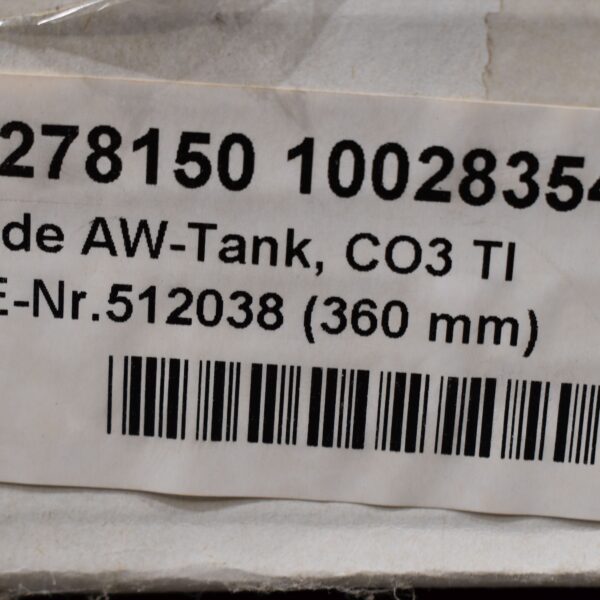 278150 10028354
de AW-Tank, CO3 TI
E-Nr.512038 (360 mm)